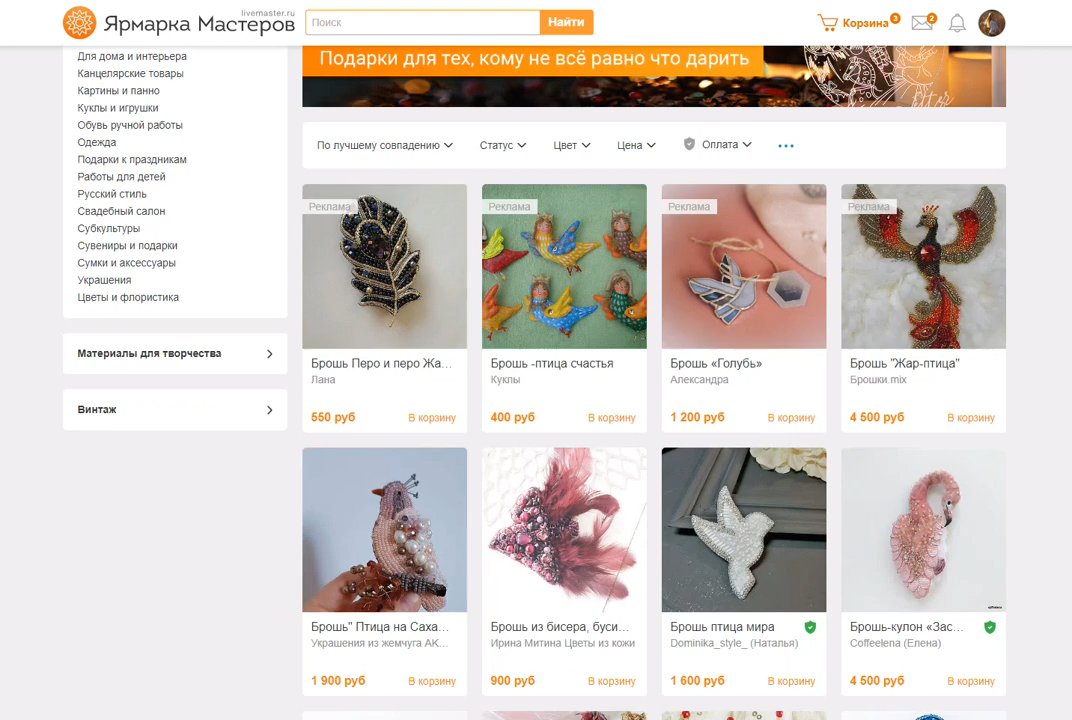 livemaster.ru
Ярмарка Мастеров
Поиск
Найти
Корзина 3
2
Для дома и интерьера
Канцелярские товары
Картины и панно
Куклы и игрушки
Обувь ручной работы
Одежда
Подарки к праздникам
Работы для детей
Русский стиль
Свадебный салон
Субкультуры
Сувениры и подарки
Сумки и аксессуары
Украшения
Цветы и флористика
Материалы для творчества
Винтаж
Подарки для тех, кому не всё равно что дарить
По лучшему совпадению
Статус
Цвет
Цена
Оплата
Реклама
Реклама
Реклама
Реклама
Брошь Перо и перо Жа...
Лана
550 руб
В корзину
Брошь -птица счастья
Куклы
400 руб
В корзину
Брошь «Голубь»
Александра
1 200 руб
В корзину
Брошь "Жар-птица"
Брошки.mix
4 500 руб
В корзину
Брошь" Птица на Саха...
Украшения из жемчуга АК...
1 900 руб
В корзину
Брошь из бисера, буси...
Ирина Митина Цветы из кожи
900 руб
В корзину
Брошь птица мира
Dominika_style_ (Наталья)
1 600 руб
В корзину
Брошь-кулон «Зас...
Coffeelena (Елена)
4 500 руб
В корзину